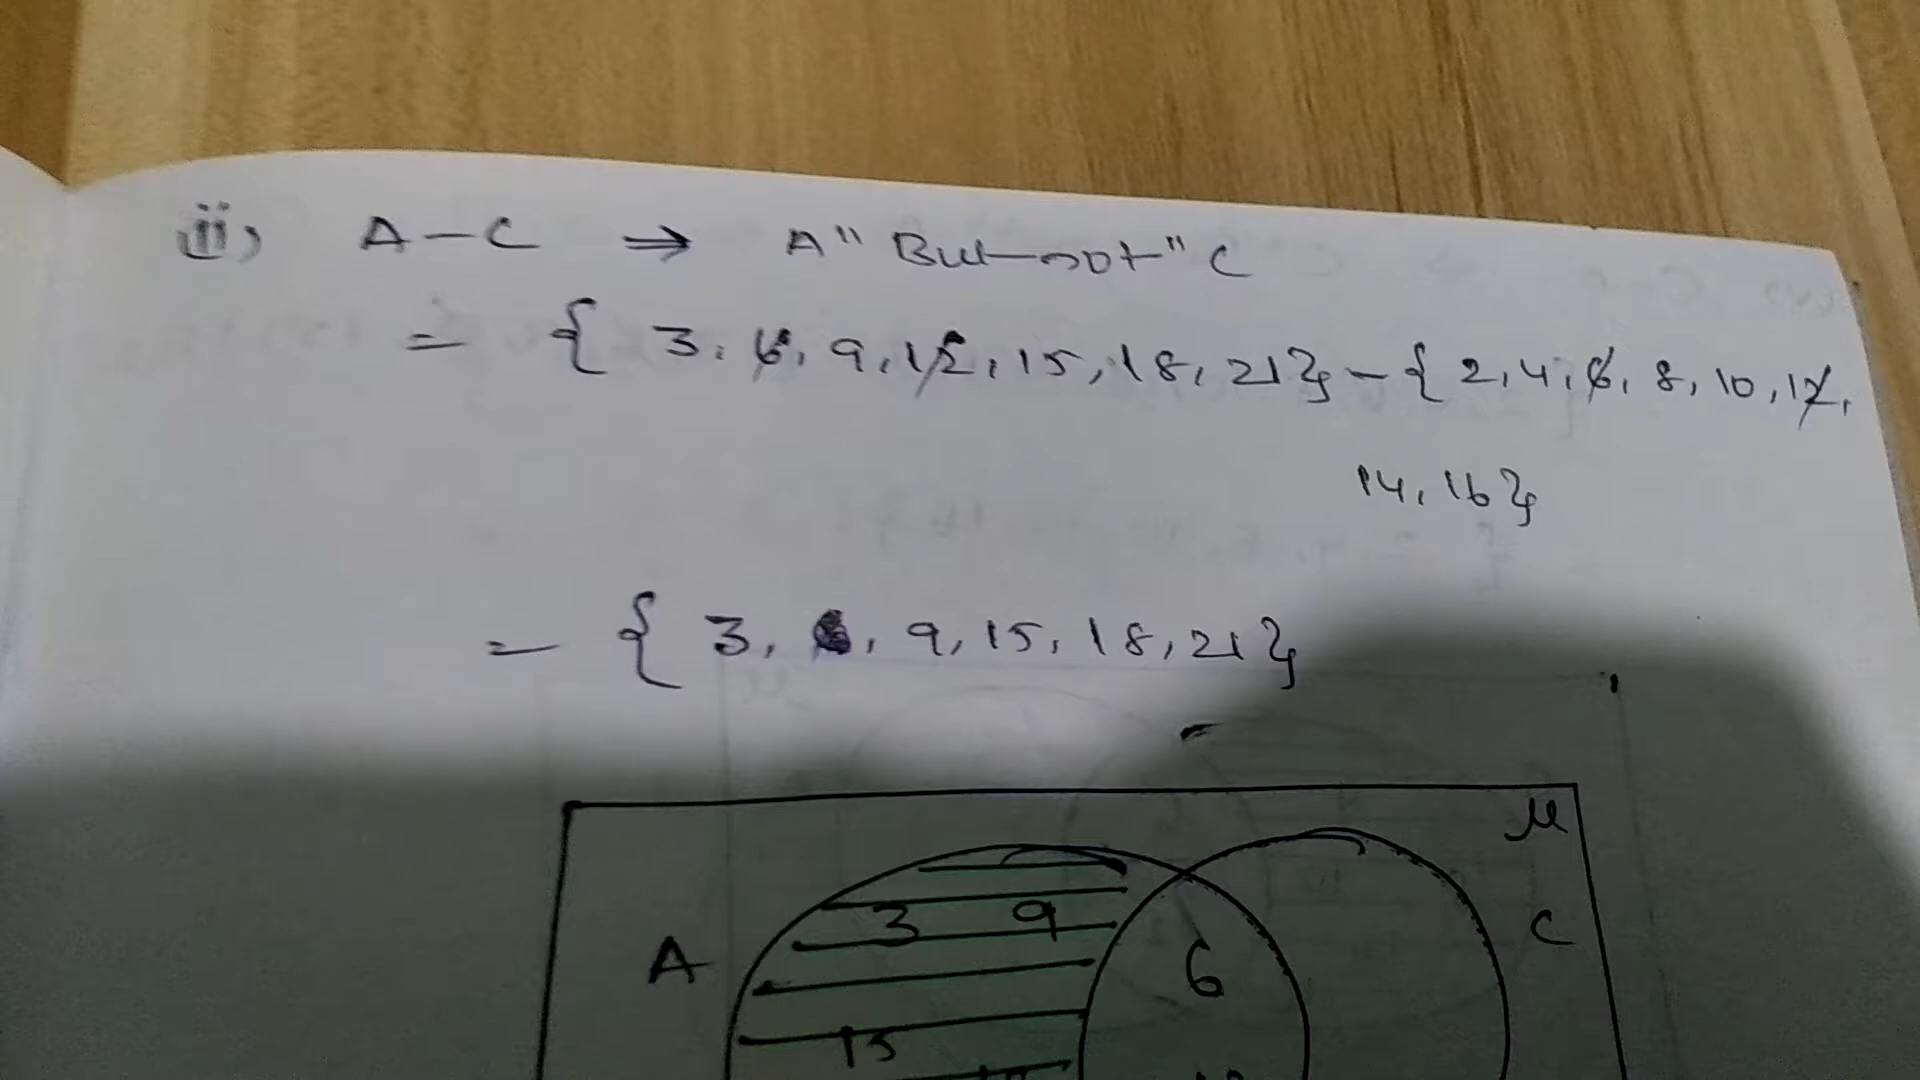 ii) A - C ⇒ A "But not" C
= { 3, 6, 9, 12, 15, 18, 21} - { 2, 4, 6, 8, 10, 12,
14, 16}
= { 3, 9, 15, 18, 21}
μ
3 9
A 6 C
15